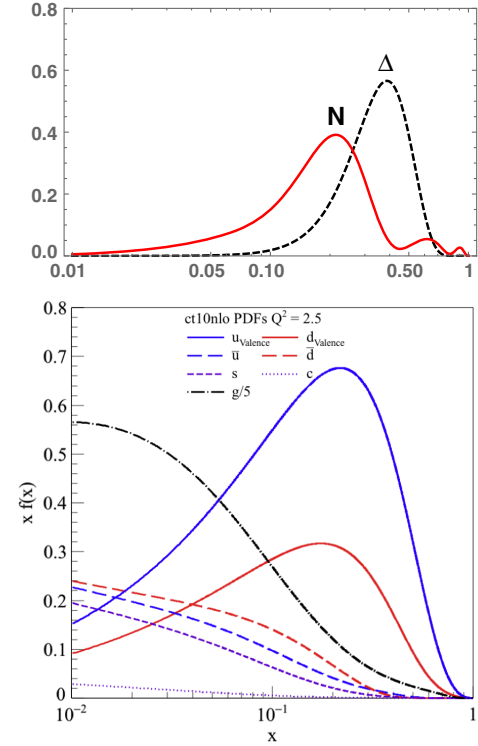 0.8
Δ
0.6
N
0.4
0.2
0.0
0.01 0.05 0.10 0.50 1
0.8
ct10nlo PDFs Q² = 2.5
u_Valence d_Valence
0.7
u̅ d̅
s c
g/5
0.6
0.5
0.4
0.3
0.2
0.1
0
10⁻² 10⁻¹ 1
x
x f(x)